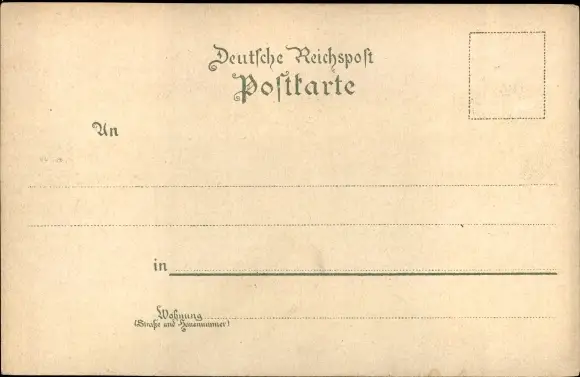 Deutsche Reichspost
Postkarte
An
in
Wohnung
(Straße und Hausnummer)